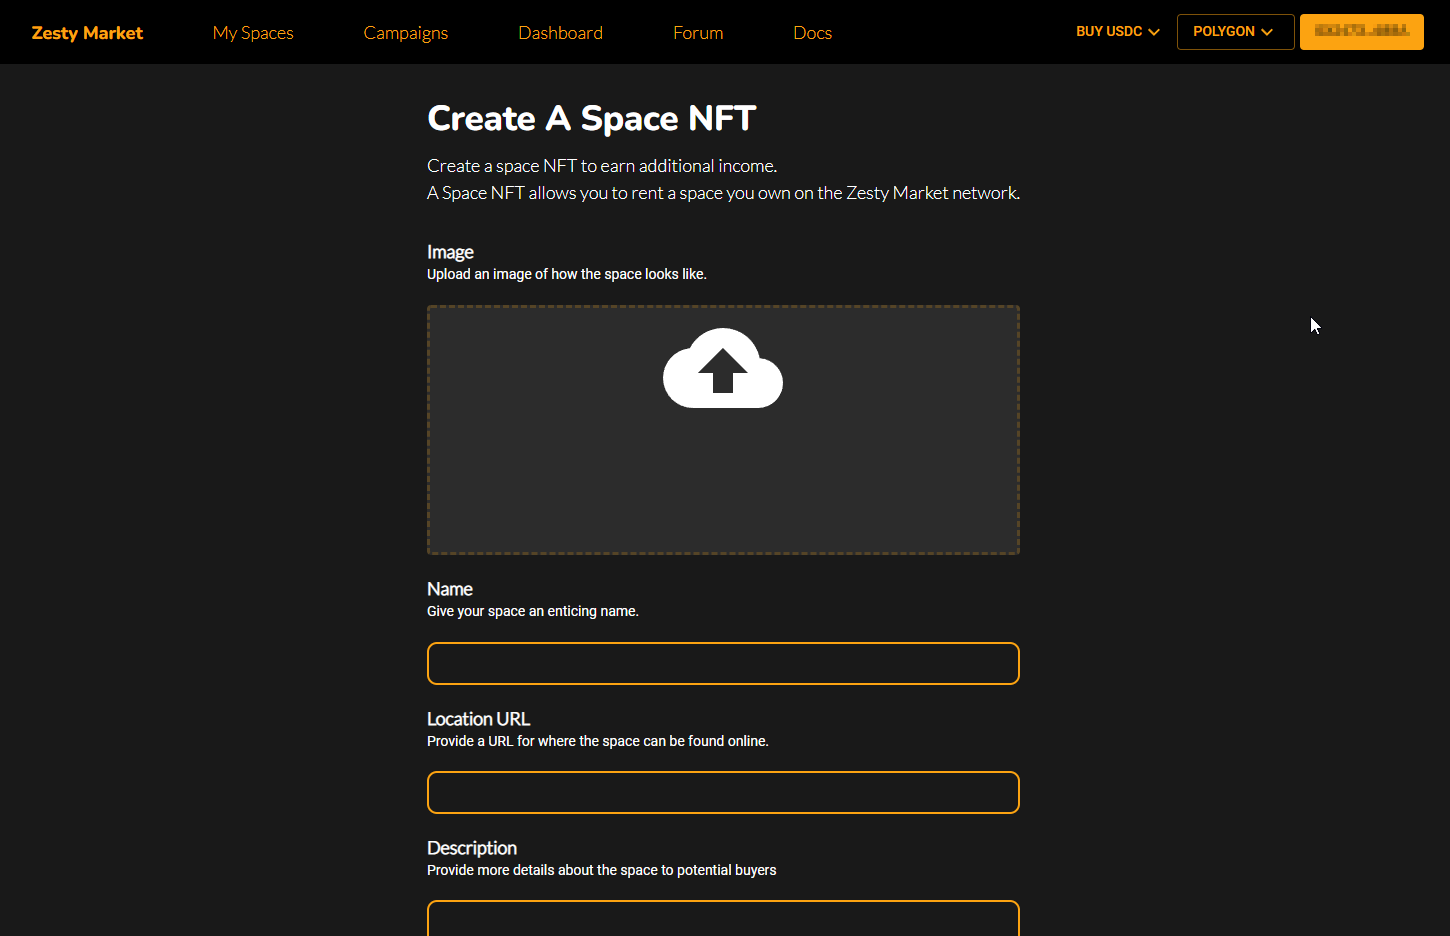 Zesty Market
My Spaces
Campaigns
Dashboard
Forum
Docs
BUY USDC
POLYGON
Create A Space NFT
Create a space NFT to earn additional income.
A Space NFT allows you to rent a space you own on the Zesty Market network.
Image
Upload an image of how the space looks like.
Name
Give your space an enticing name.
Location URL
Provide a URL for where the space can be found online.
Description
Provide more details about the space to potential buyers